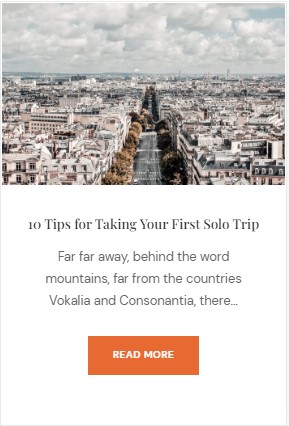 10 Tips for Taking Your First Solo Trip
Far far away, behind the word
mountains, far from the countries
Vokalia and Consonantia, there...
READ MORE